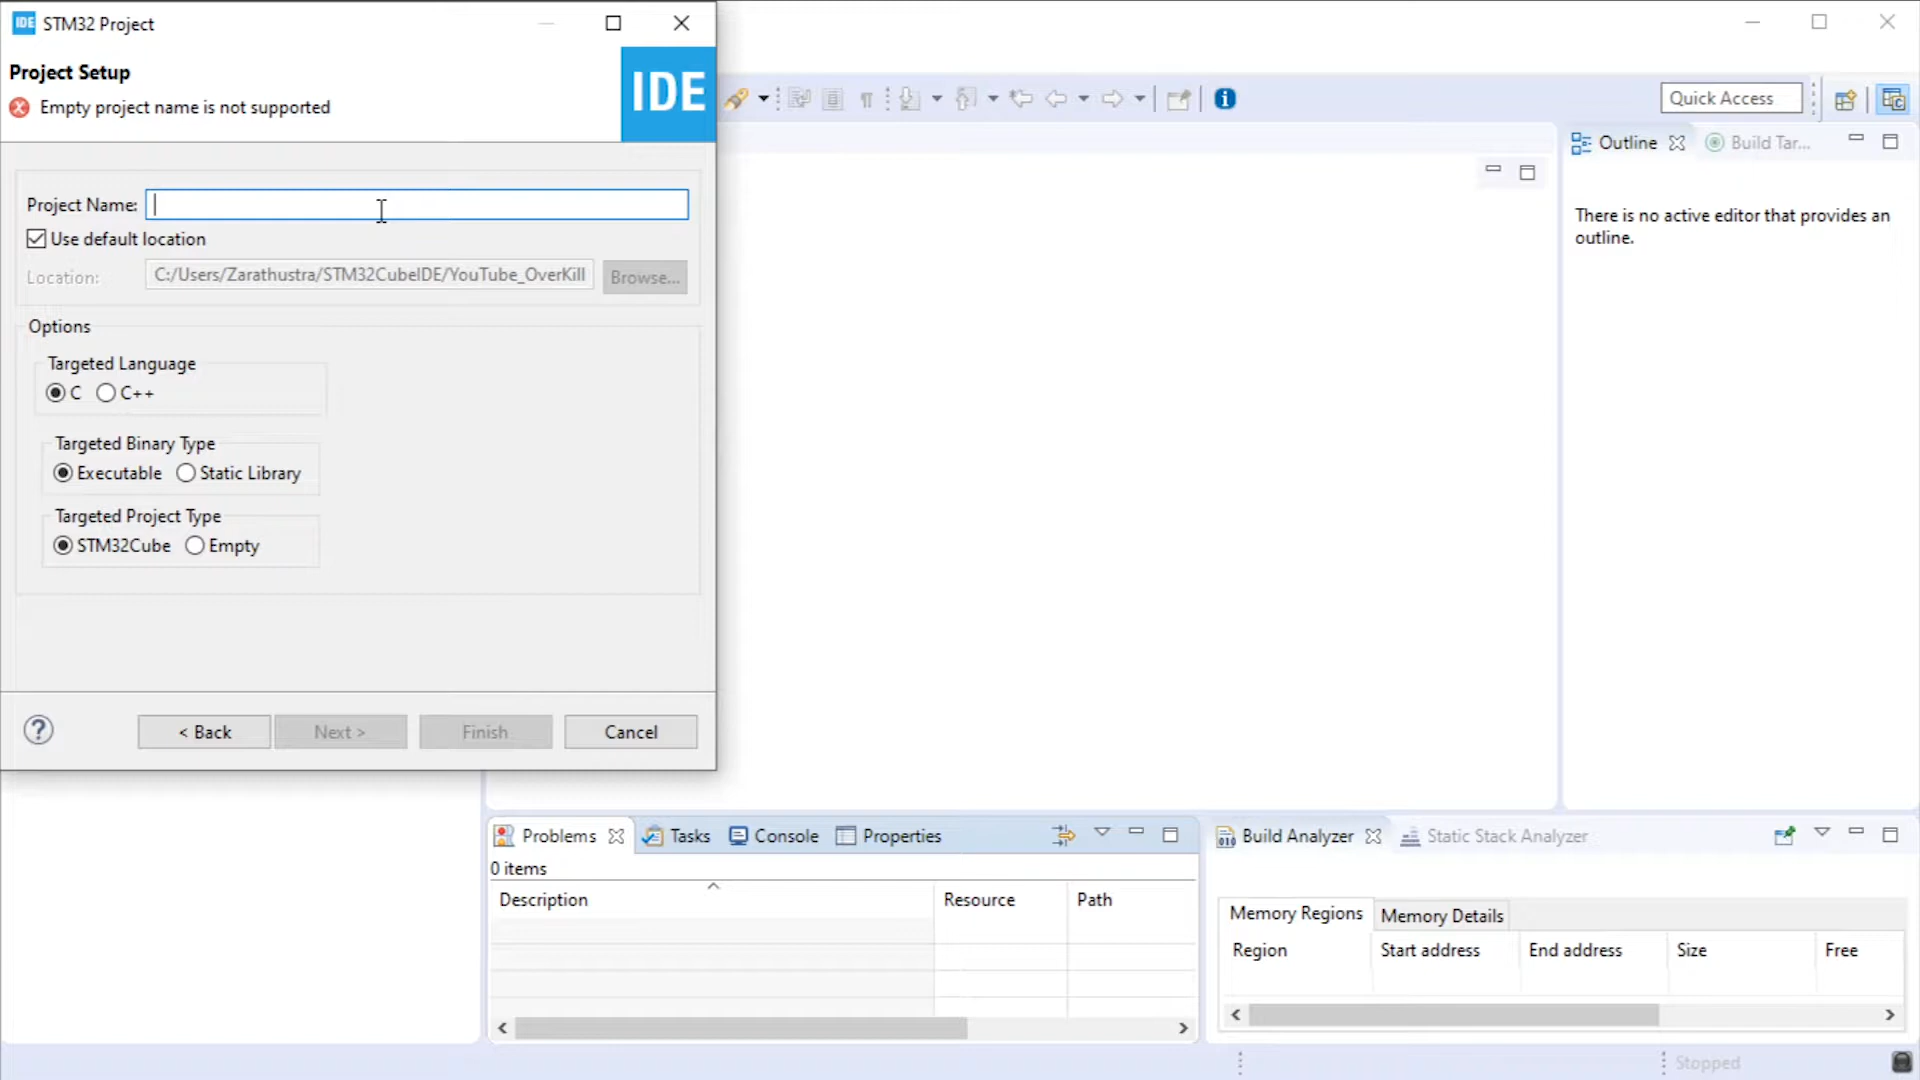 IDE STM32 Project
Project Setup
Empty project name is not supported
IDE
Quick Access
Project Name:
Use default location
Location: C:/Users/Zarathustra/STM32CubeIDE/YouTube_OverKill Browse...
Options
Targeted Language
C C++
Targeted Binary Type
Executable Static Library
Targeted Project Type
STM32Cube Empty
< Back Next > Finish Cancel
Outline Build Tar...
There is no active editor that provides an
outline.
Problems Tasks Console Properties
0 items
Description Resource Path
Build Analyzer Static Stack Analyzer
Memory Regions Memory Details
Region Start address End address Size Free
Stopped